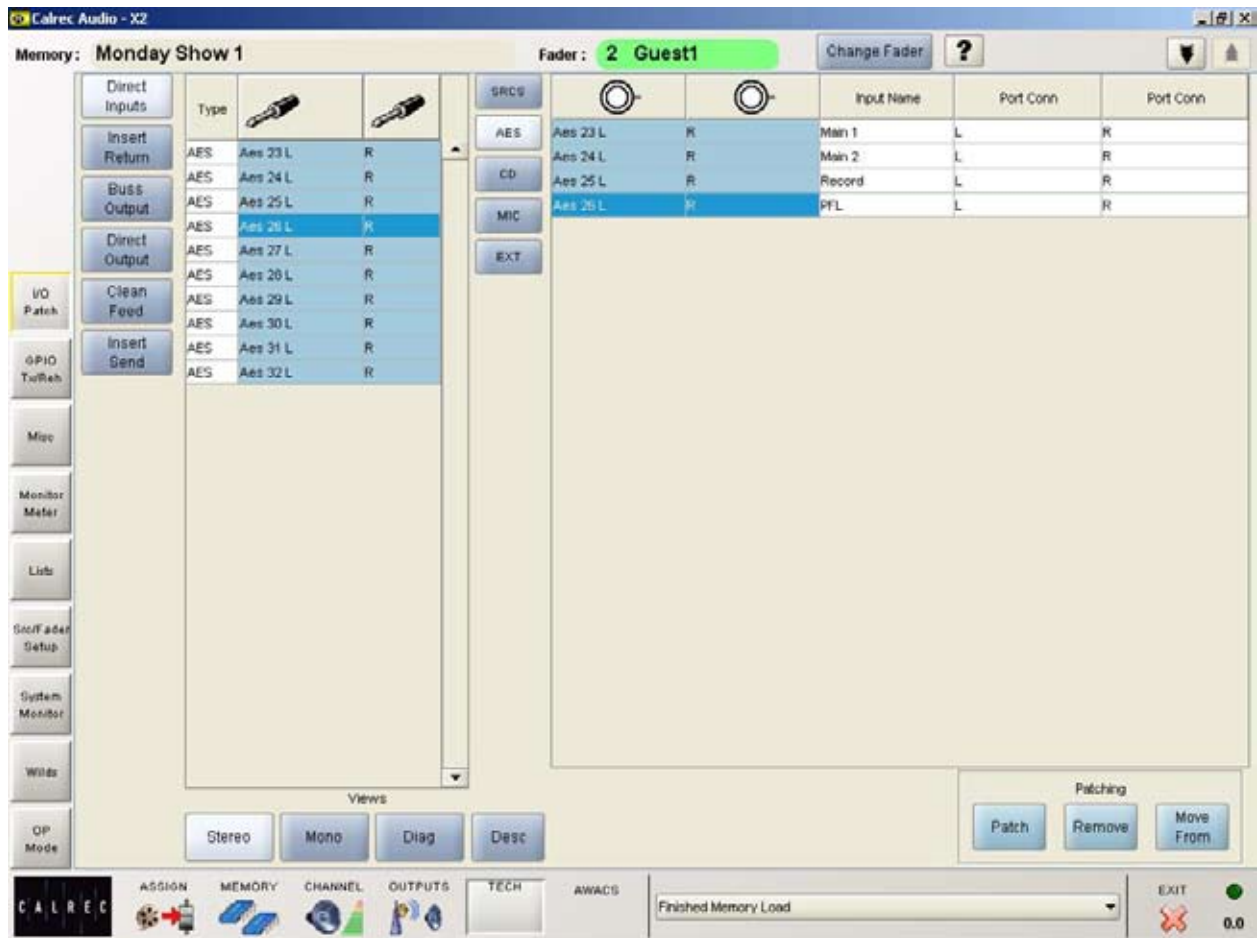 Calrec Audio - X2
Memory: Monday Show 1 Fader: 2 Guest1 Change Fader ?
Direct Inputs
Insert Return
Buss Output
Direct Output
Clean Feed
Insert Send
I/O Patch
GPIO Tx/Reh
Misc
Monitor Meter
Lists
Src/Fader Setup
System Monitor
Wilds
OP Mode
Type
AES Aes 23 L R
AES Aes 24 L R
AES Aes 25 L R
AES Aes 26 L R
AES Aes 27 L R
AES Aes 28 L R
AES Aes 29 L R
AES Aes 30 L R
AES Aes 31 L R
AES Aes 32 L R
SRCS
AES
CD
MIC
EXT
Input Name Port Conn Port Conn
Aes 23 L R Main 1 L R
Aes 24 L R Main 2 L R
Aes 25 L R Record L R
Aes 26 L R PFL L R
Views
Stereo Mono Diag Desc
Patching
Patch Remove Move From
CALREC ASSIGN MEMORY CHANNEL OUTPUTS TECH AWACS Finished Memory Load EXIT 0.0